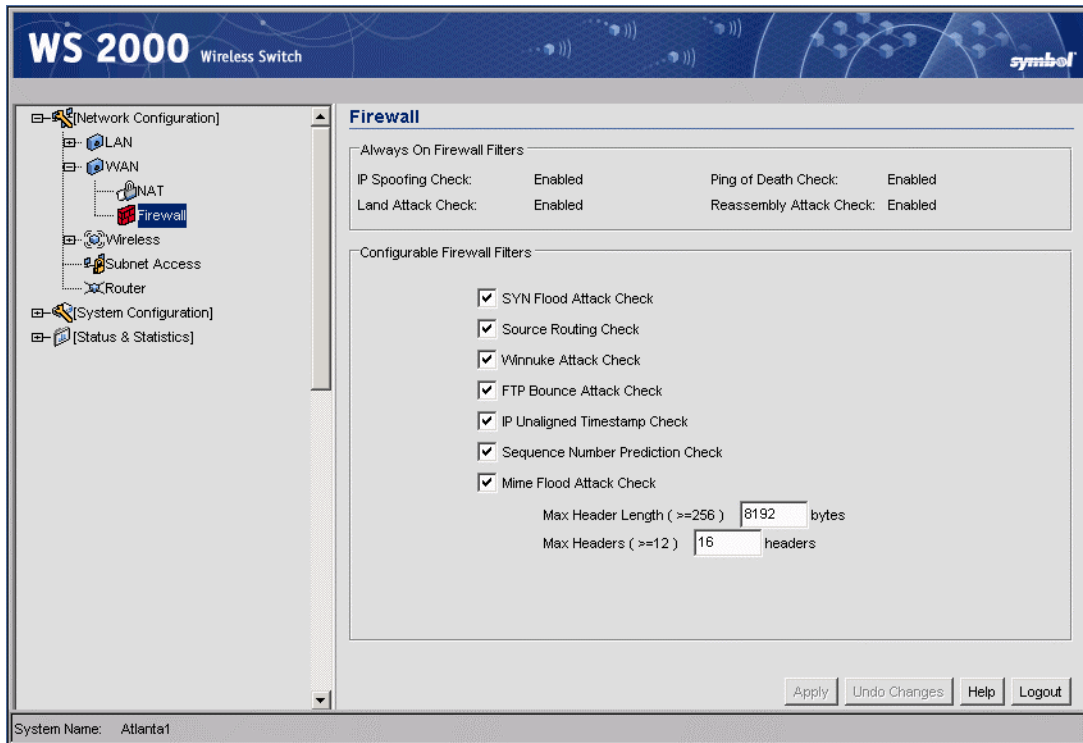 WS 2000 Wireless Switch
symbol
[Network Configuration]
LAN
WAN
NAT
Firewall
Wireless
Subnet Access
Router
[System Configuration]
[Status & Statistics]
Firewall
Always On Firewall Filters
IP Spoofing Check: Enabled Ping of Death Check: Enabled
Land Attack Check: Enabled Reassembly Attack Check: Enabled
Configurable Firewall Filters
SYN Flood Attack Check
Source Routing Check
Winnuke Attack Check
FTP Bounce Attack Check
IP Unaligned Timestamp Check
Sequence Number Prediction Check
Mime Flood Attack Check
Max Header Length ( >=256 ) 8192 bytes
Max Headers ( >=12 ) 16 headers
Apply Undo Changes Help Logout
System Name: Atlanta1